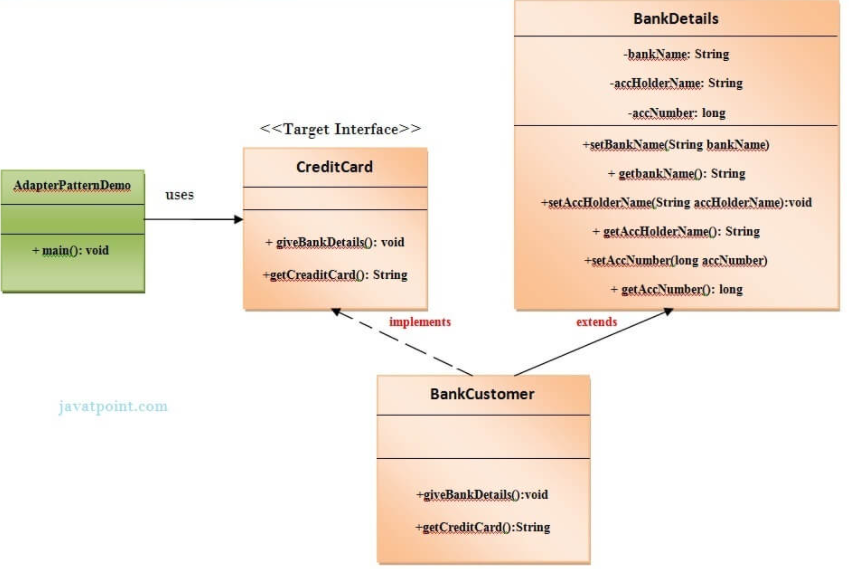 BankDetails
-bankName: String
-accHolderName: String
-accNumber: long
+setBankName(String bankName)
+ getbankName(): String
+setAccHolderName(String accHolderName):void
+ getAccHolderName(): String
+setAccNumber(long accNumber)
+ getAccNumber(): long
<<Target Interface>>
CreditCard
+ giveBankDetails(): void
+getCreaditCard(): String
AdapterPatternDemo
+ main(): void
uses
implements
extends
BankCustomer
+giveBankDetails():void
+getCreditCard():String
javatpoint.com